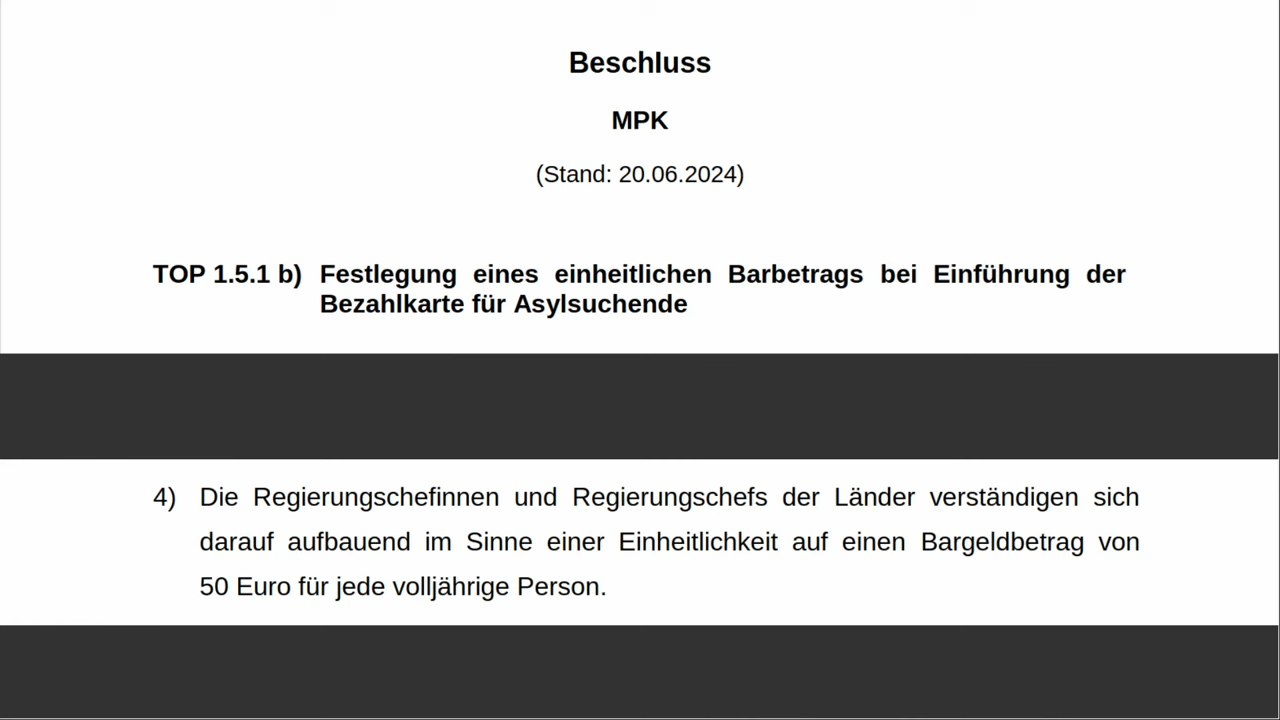 Beschluss
MPK
(Stand: 20.06.2024)
TOP 1.5.1 b) Festlegung eines einheitlichen Barbetrags bei Einführung der
Bezahlkarte für Asylsuchende
4) Die Regierungschefinnen und Regierungschefs der Länder verständigen sich
darauf aufbauend im Sinne einer Einheitlichkeit auf einen Bargeldbetrag von
50 Euro für jede volljährige Person.